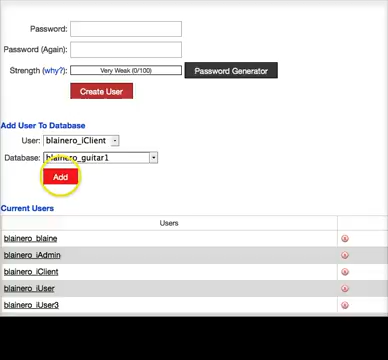 Password:
Password (Again):
Strength (why?): Very Weak (0/100) Password Generator
Create User
Add User To Database
User: blainero_iClient
Database: blainero_guitar1
Add
Current Users
Users
blainero_blaine
blainero_iAdmin
blainero_iClient
blainero_iUser
blainero_iUser3